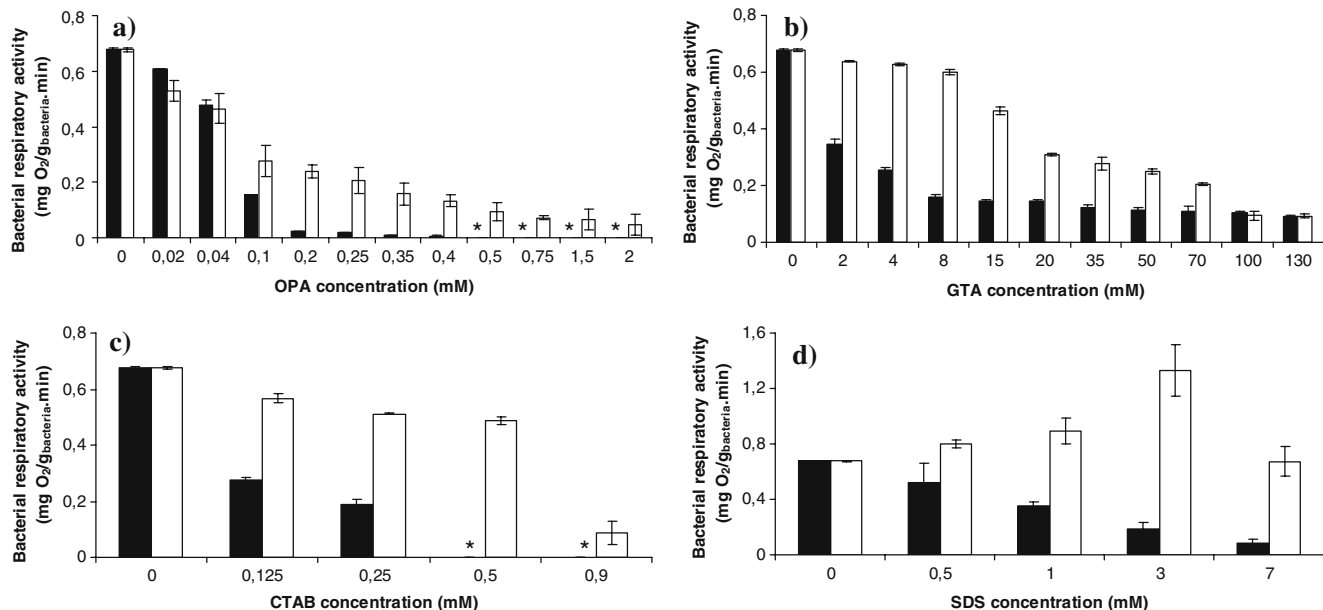 a)
Bacterial respiratory activity
(mg O2/gbacteria.min)
0,8
0,6
0,4
0,2
0
* * * *
0 0,02 0,04 0,1 0,2 0,25 0,35 0,4 0,5 0,75 1,5 2
OPA concentration (mM)
b)
Bacterial respiratory activity
(mg O2/gbacteria.min)
0,8
0,6
0,4
0,2
0
0 2 4 8 15 20 35 50 70 100 130
GTA concentration (mM)
c)
Bacterial respiratory activity
(mg O2/gbacteria.min)
0,8
0,6
0,4
0,2
0
* *
0 0,125 0,25 0,5 0,9
CTAB concentration (mM)
d)
Bacterial respiratory activity
(mg O2/gbacteria.min)
1,6
1,2
0,8
0,4
0
0 0,5 1 3 7
SDS concentration (mM)